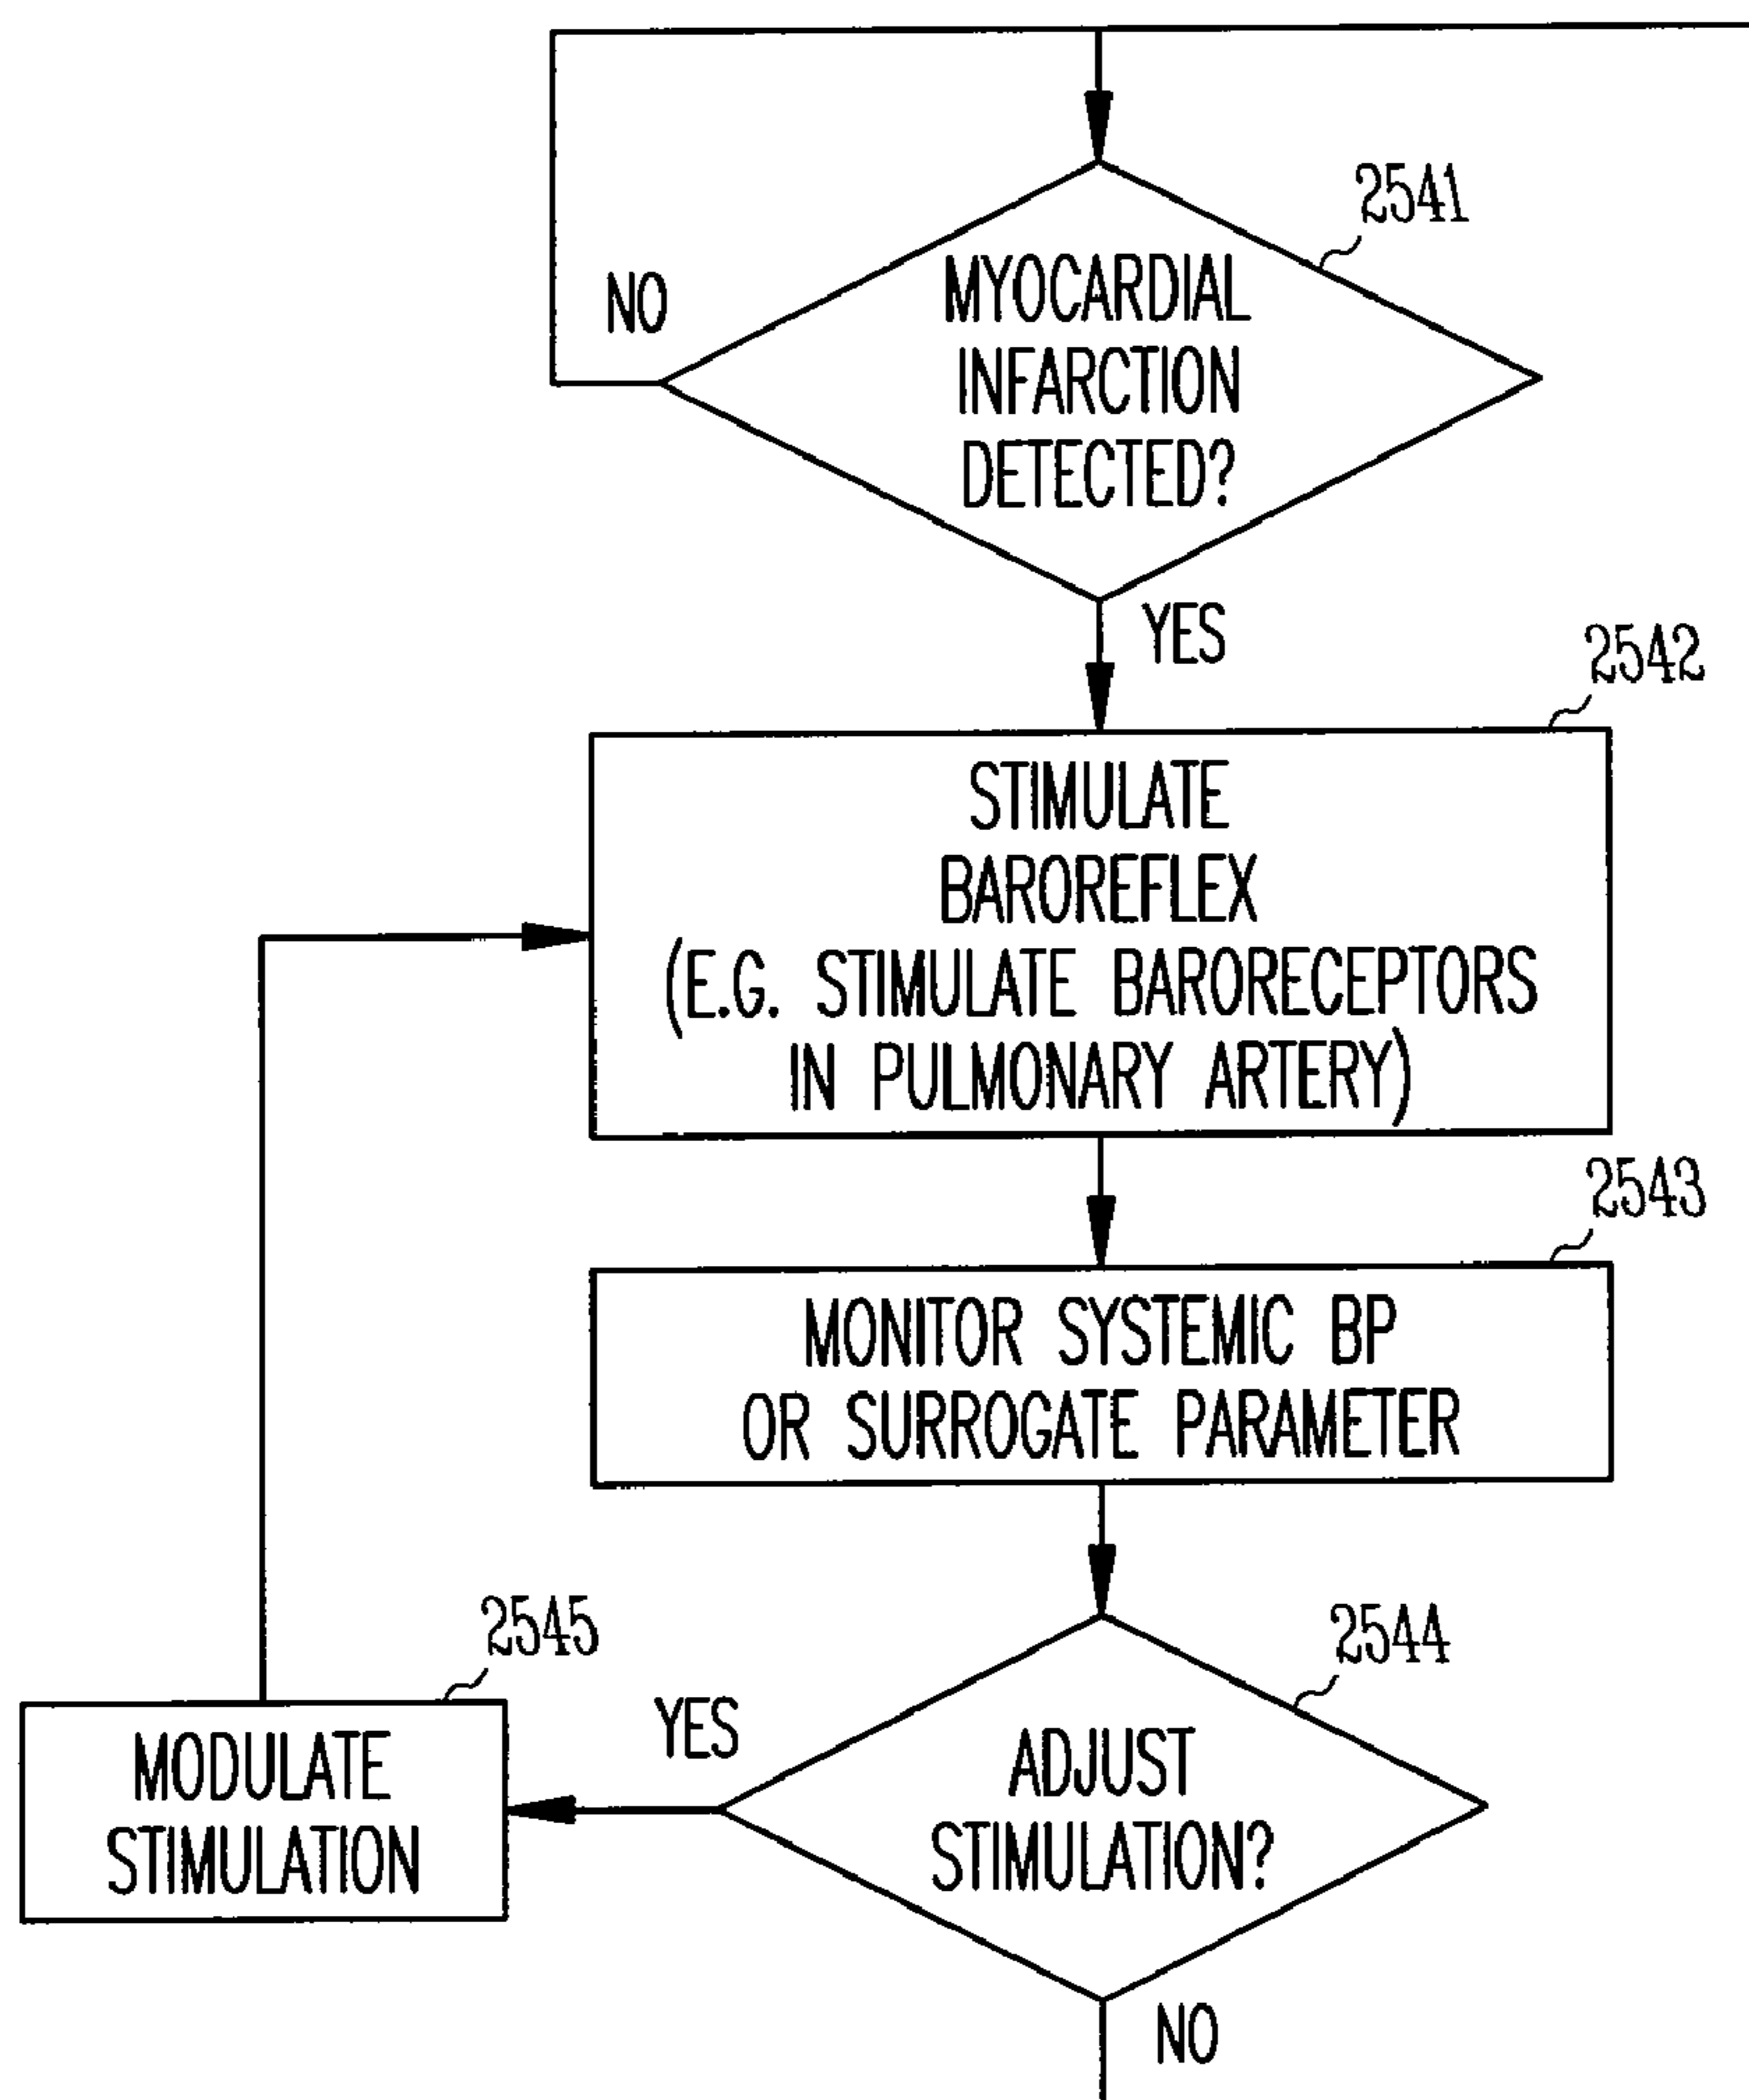 2541
MYOCARDIAL
INFARCTION
DETECTED?
NO
YES
2542
STIMULATE
BAROREFLEX
(E.G. STIMULATE BARORECEPTORS
IN PULMONARY ARTERY)
2543
MONITOR SYSTEMIC BP
OR SURROGATE PARAMETER
2544
ADJUST
STIMULATION?
YES
2545
MODULATE
STIMULATION
NO